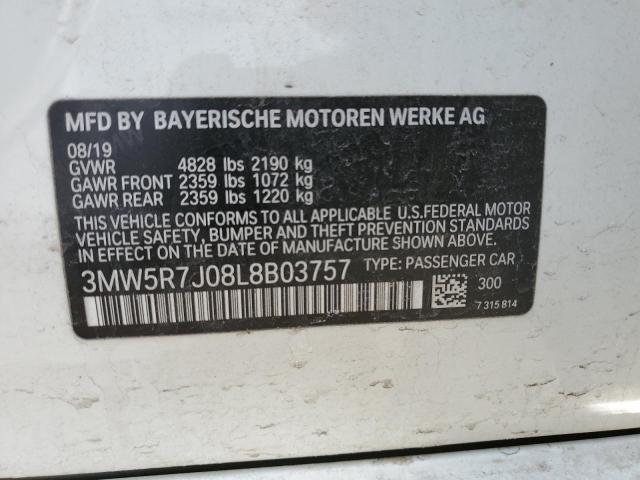 MFD BY BAYERISCHE MOTOREN WERKE AG
08/19
GVWR 4828 lbs 2190 kg
GAWR FRONT 2359 lbs 1072 kg
GAWR REAR 2359 lbs 1220 kg
THIS VEHICLE CONFORMS TO ALL APPLICABLE U.S.FEDERAL MOTOR
VEHICLE SAFETY, BUMPER AND THEFT PREVENTION STANDARDS
IN EFFECT ON THE DATE OF MANUFACTURE SHOWN ABOVE.
3MW5R7J08L8B03757 TYPE: PASSENGER CAR
300
7 315 814